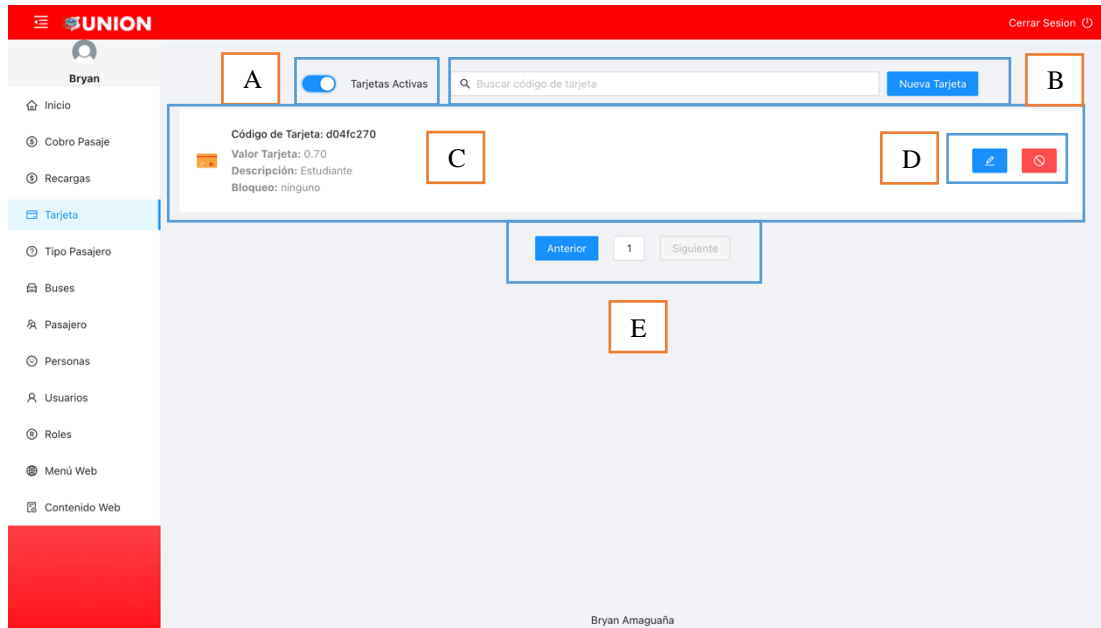 UNION
Cerrar Sesion
Bryan
Inicio
Cobro Pasaje
Recargas
Tarjeta
Tipo Pasajero
Buses
Pasajero
Personas
Usuarios
Roles
Menú Web
Contenido Web
A
Tarjetas Activas
Buscar código de tarjeta
Nueva Tarjeta
B
Código de Tarjeta: d04fc270
Valor Tarjeta: 0.70
Descripción: Estudiante
Bloqueo: ninguno
C
D
Anterior 1 Siguiente
E
Bryan Amaguaña